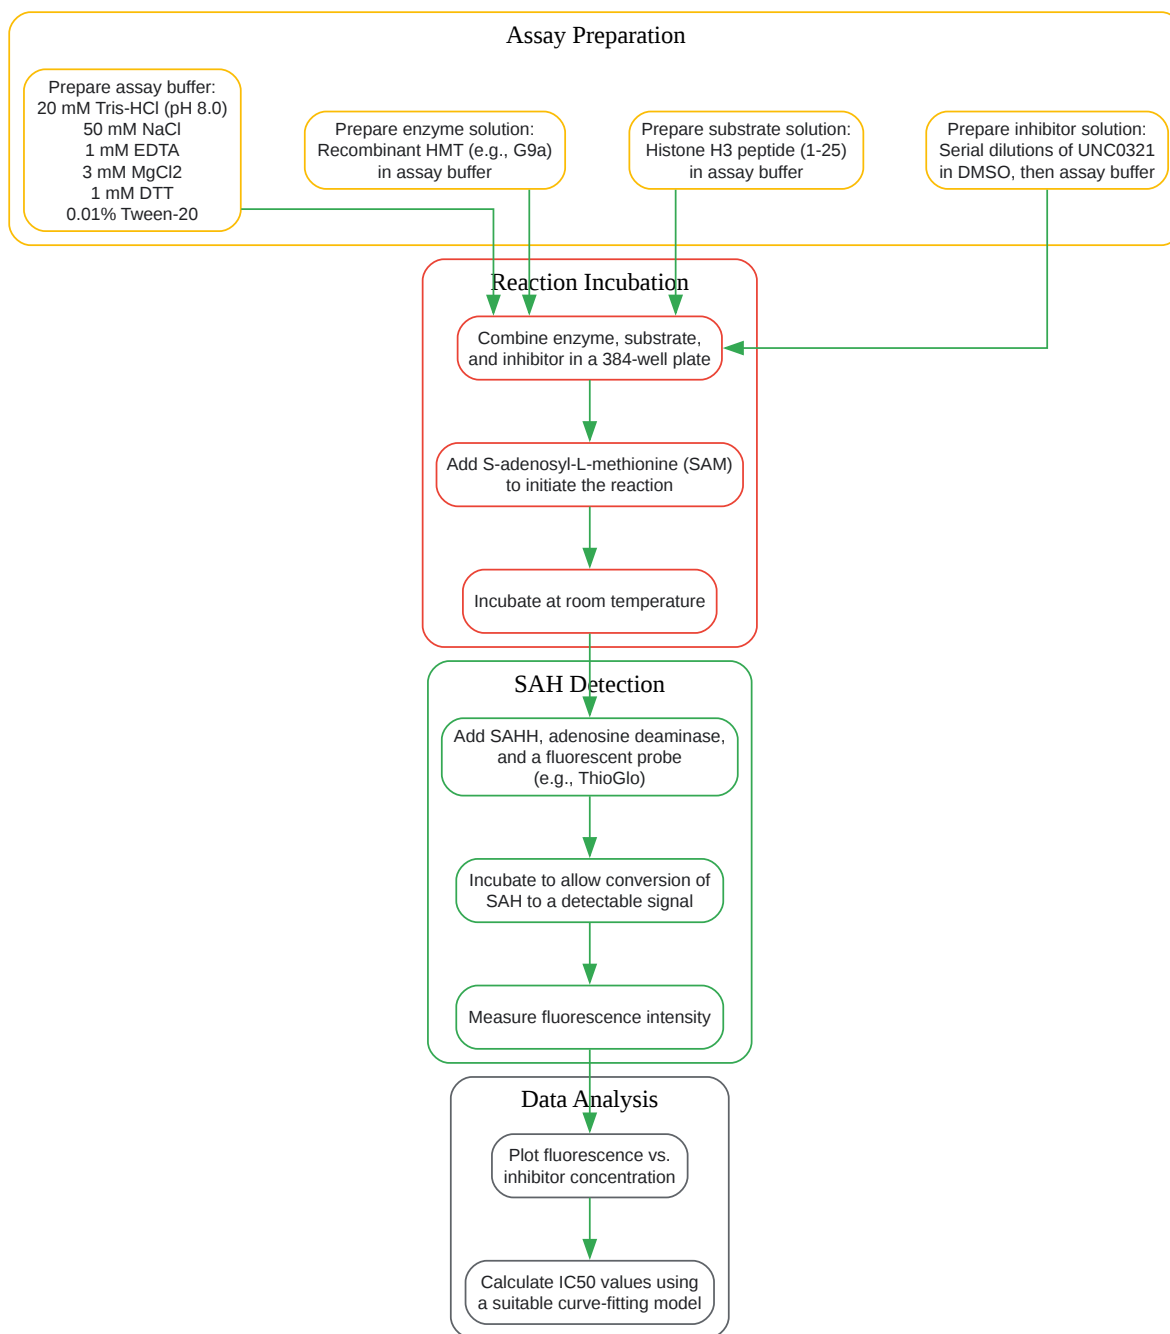 Assay Preparation
Prepare assay buffer:
20 mM Tris-HCl (pH 8.0)
50 mM NaCl
1 mM EDTA
3 mM MgCl2
1 mM DTT
0.01% Tween-20
Prepare enzyme solution:
Recombinant HMT (e.g., G9a)
in assay buffer
Prepare substrate solution:
Histone H3 peptide (1-25)
in assay buffer
Prepare inhibitor solution:
Serial dilutions of UNC0321
in DMSO, then assay buffer
Reaction Incubation
Combine enzyme, substrate,
and inhibitor in a 384-well plate
Add S-adenosyl-L-methionine (SAM)
to initiate the reaction
Incubate at room temperature
SAH Detection
Add SAHH, adenosine deaminase,
and a fluorescent probe
(e.g., ThioGlo)
Incubate to allow conversion of
SAH to a detectable signal
Measure fluorescence intensity
Data Analysis
Plot fluorescence vs.
inhibitor concentration
Calculate IC50 values using
a suitable curve-fitting model